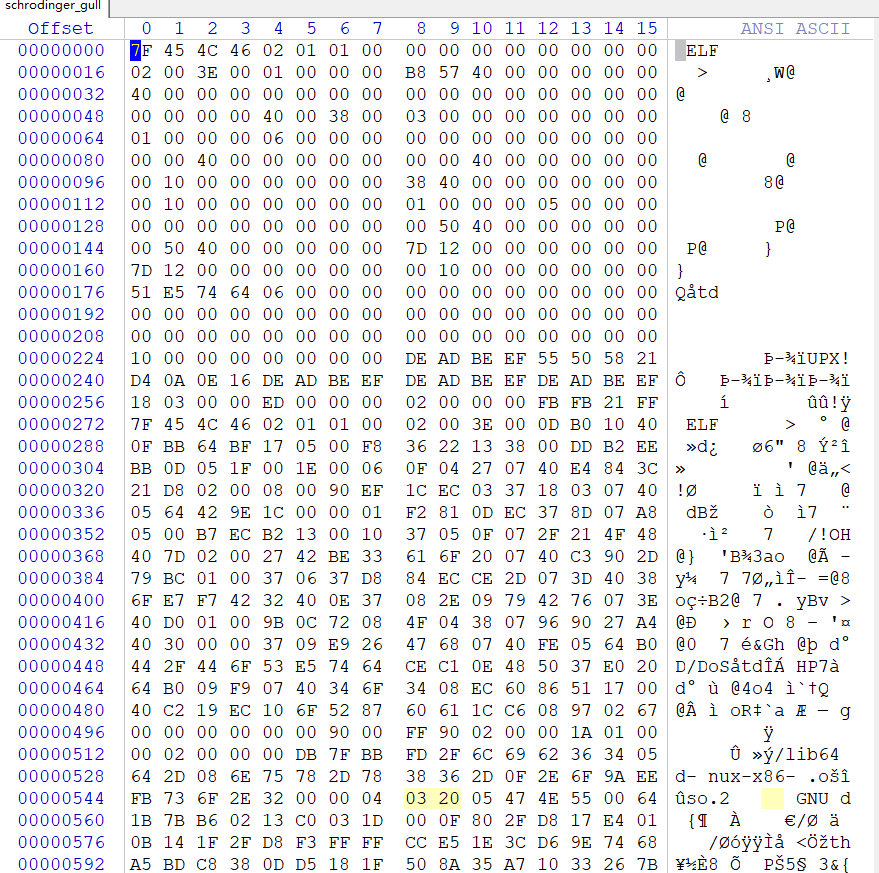 schrodinger_gull
Offset 0 1 2 3 4 5 6 7 8 9 10 11 12 13 14 15 ANSI ASCII
00000000 7F 45 4C 46 02 01 01 00 00 00 00 00 00 00 00 00 ELF
00000016 02 00 3E 00 01 00 00 00 B8 57 40 00 00 00 00 00 > ¸W@
00000032 40 00 00 00 00 00 00 00 00 00 00 00 00 00 00 00 @
00000048 00 00 00 00 40 00 38 00 03 00 00 00 00 00 00 00 @ 8
00000064 01 00 00 00 06 00 00 00 00 00 00 00 00 00 00 00
00000080 00 00 40 00 00 00 00 00 00 00 40 00 00 00 00 00 @ @
00000096 00 10 00 00 00 00 00 00 38 40 00 00 00 00 00 00 8@
00000112 00 10 00 00 00 00 00 00 01 00 00 00 05 00 00 00
00000128 00 00 00 00 00 00 00 00 00 50 40 00 00 00 00 00 P@
00000144 00 50 40 00 00 00 00 00 7D 12 00 00 00 00 00 00 P@ }
00000160 7D 12 00 00 00 00 00 00 00 10 00 00 00 00 00 00 }
00000176 51 E5 74 64 06 00 00 00 00 00 00 00 00 00 00 00 Qåtd
00000192 00 00 00 00 00 00 00 00 00 00 00 00 00 00 00 00
00000208 00 00 00 00 00 00 00 00 00 00 00 00 00 00 00 00
00000224 10 00 00 00 00 00 00 00 DE AD BE EF 55 50 58 21 Þ-¾ïUPX!
00000240 D4 0A 0E 16 DE AD BE EF DE AD BE EF DE AD BE EF Ô Þ-¾ïÞ-¾ïÞ-¾ï
00000256 18 03 00 00 ED 00 00 00 02 00 00 00 FB FB 21 FF í ûû!ÿ
00000272 7F 45 4C 46 02 01 01 00 02 00 3E 00 0D B0 10 40 ELF > ° @
00000288 0F BB 64 BF 17 05 00 F8 36 22 13 38 00 DD B2 EE »d¿ ø6" 8 Ý²î
00000304 BB 0D 05 1F 00 1E 00 06 0F 04 27 07 40 E4 84 3C » ' @ä„<
00000320 21 D8 02 00 08 00 90 EF 1C EC 03 37 18 03 07 40 !Ø ï ì 7 @
00000336 05 64 42 9E 1C 00 00 01 F2 81 0D EC 37 8D 07 A8 dBž ò ì7 ¨
00000352 05 00 B7 EC B2 13 00 10 37 05 0F 07 2F 21 4F 48 ·ì² 7 /!OH
00000368 40 7D 02 00 27 42 BE 33 61 6F 20 07 40 C3 90 2D @} 'B¾3ao @Ã -
00000384 79 BC 01 00 37 06 37 D8 84 EC CE 2D 07 3D 40 38 y¼ 7 7Ø„ìÎ- =@8
00000400 6F E7 F7 42 32 40 0E 37 08 2E 09 79 42 76 07 3E oç÷B2@ 7 . yBv >
00000416 40 D0 01 00 9B 0C 72 08 4F 04 38 07 96 90 27 A4 @Ð › r O 8 – '¤
00000432 40 30 00 00 37 09 E9 26 47 68 07 40 FE 05 64 B0 @0 7 é&Gh @þ d°
00000448 44 2F 44 6F 53 E5 74 64 CE C1 0E 48 50 37 E0 20 D/DoSåtdÎÁ HP7à
00000464 64 B0 09 F9 07 40 34 6F 34 08 EC 60 86 51 17 00 d° ù @4o4 ì`†Q
00000480 40 C2 19 EC 10 6F 52 87 60 61 1C C6 08 97 02 67 @Â ì oR‡`a Æ — g
00000496 00 00 00 00 00 90 00 FF 90 02 00 00 1A 01 00 ÿ
00000512 00 02 00 00 00 DB 7F BB FD 2F 6C 69 62 36 34 05 Û »ý/lib64
00000528 64 2D 08 6E 75 78 2D 78 38 36 2D 0F 2E 6F 9A EE d- nux-x86- .ošî
00000544 FB 73 6F 2E 32 00 00 04 03 20 05 47 4E 55 00 64 ûso.2 GNU d
00000560 1B 7B B6 02 13 C0 03 1D 00 0F 80 2F D8 17 E4 01 {¶ À €/Ø ä
00000576 0B 14 1F 2F D8 F3 FF FF CC E5 1E 3C D6 9E 74 68 /ØóÿÿÌå <Öžth
00000592 A5 BD C8 38 0D D5 18 1F 50 8A 35 A7 10 33 26 7B ¥½È8 Õ PŠ5§ 3&{